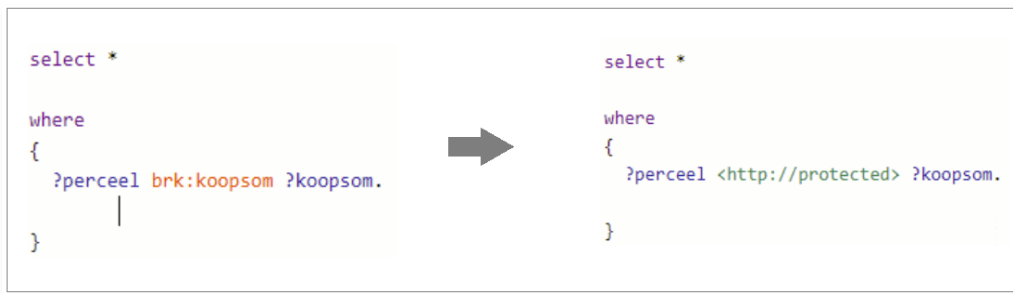 select *
where
{
?perceel brk:koopsom ?koopsom.
}
select *
where
{
?perceel <http://protected> ?koopsom.
}